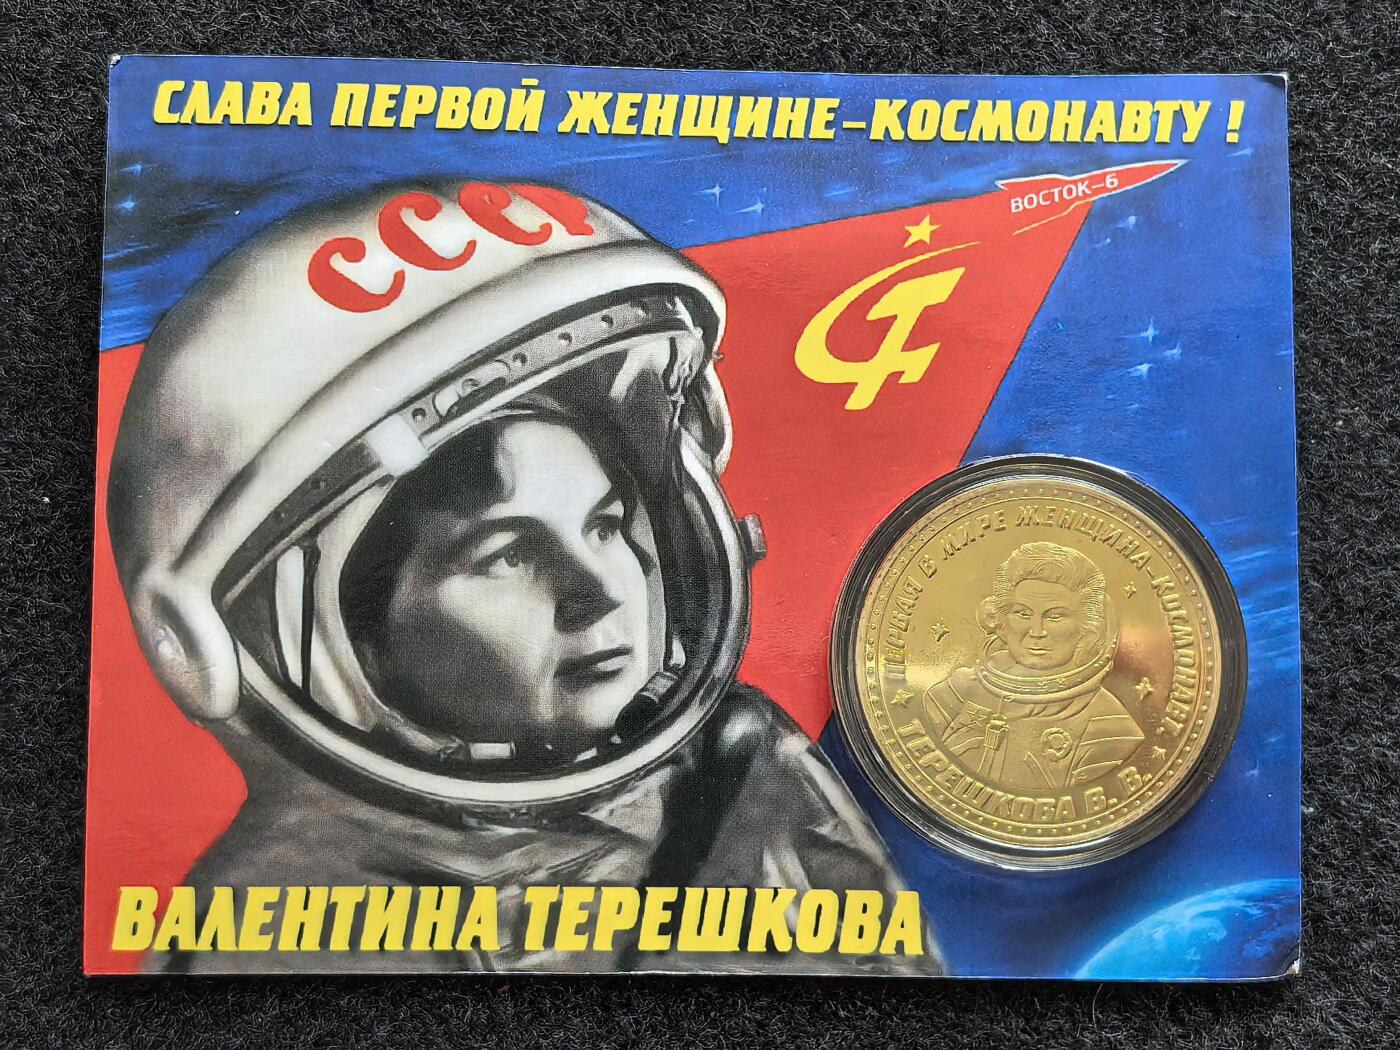 СЛАВА ПЕРВОЙ ЖЕНЩИНЕ-КОСМОНАВТУ !
СССР
ВОСТОК-6
ПЕРВАЯ В МИРЕ ЖЕНЩИНА-КОСМОНАВТ.
ТЕРЕШКОВА В. В.
ВАЛЕНТИНА ТЕРЕШКОВА